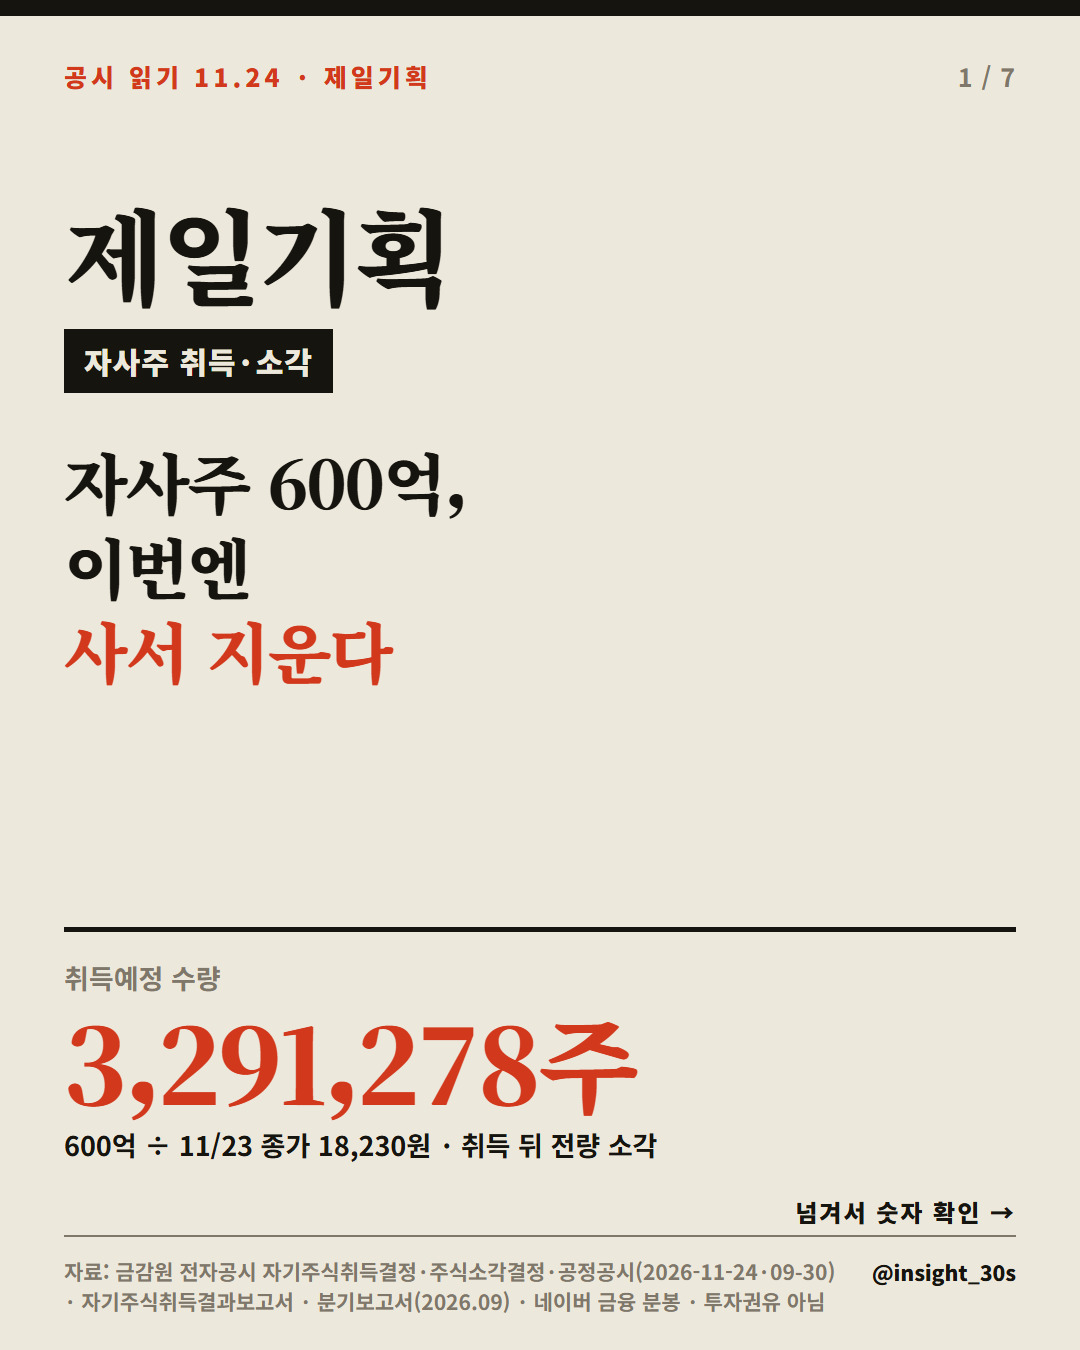 공시 읽기 11.24 · 제일기획
1 / 7
제일기획
자사주 취득·소각
자사주 600억,
이번엔
사서 지운다
취득예정 수량
3,291,278주
600억 ÷ 11/23 종가 18,230원 · 취득 뒤 전량 소각
넘겨서 숫자 확인 →
자료: 금감원 전자공시 자기주식취득결정·주식소각결정·공정공시(2026-11-24·09-30)
· 자기주식취득결과보고서 · 분기보고서(2026.09) · 네이버 금융 분봉 · 투자권유 아님
@insight_30s